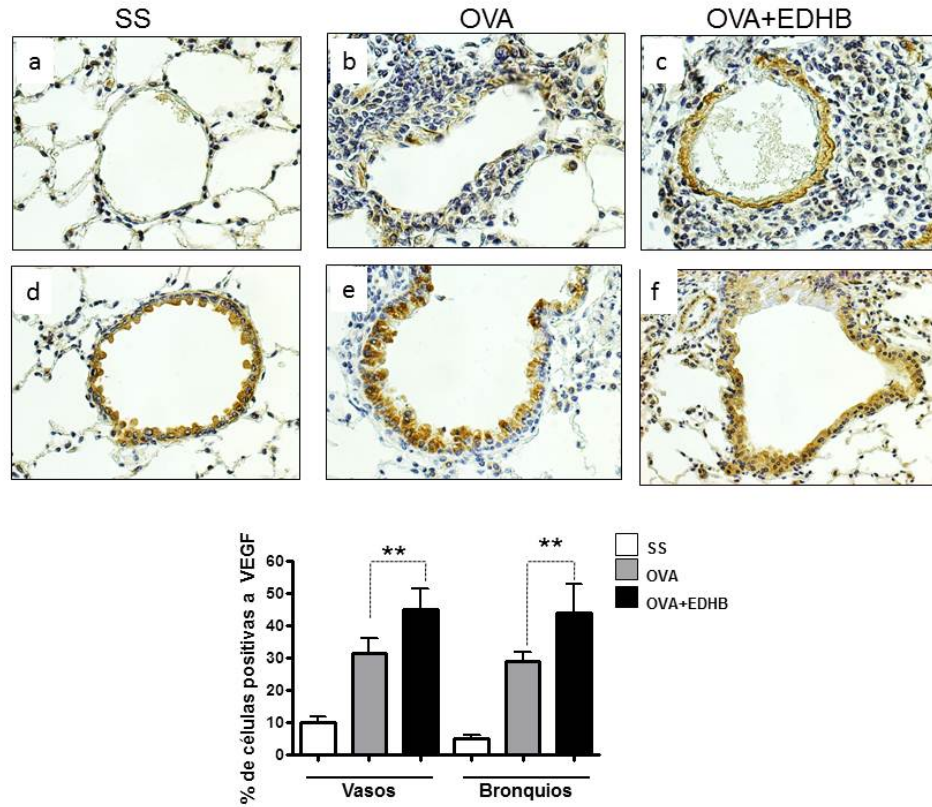 SS OVA OVA+EDHB
a b c
d e f
% de células positivas a VEGF
60
50
40
30
20
10
0
** **
Vasos Bronquios
SS
OVA
OVA+EDHB